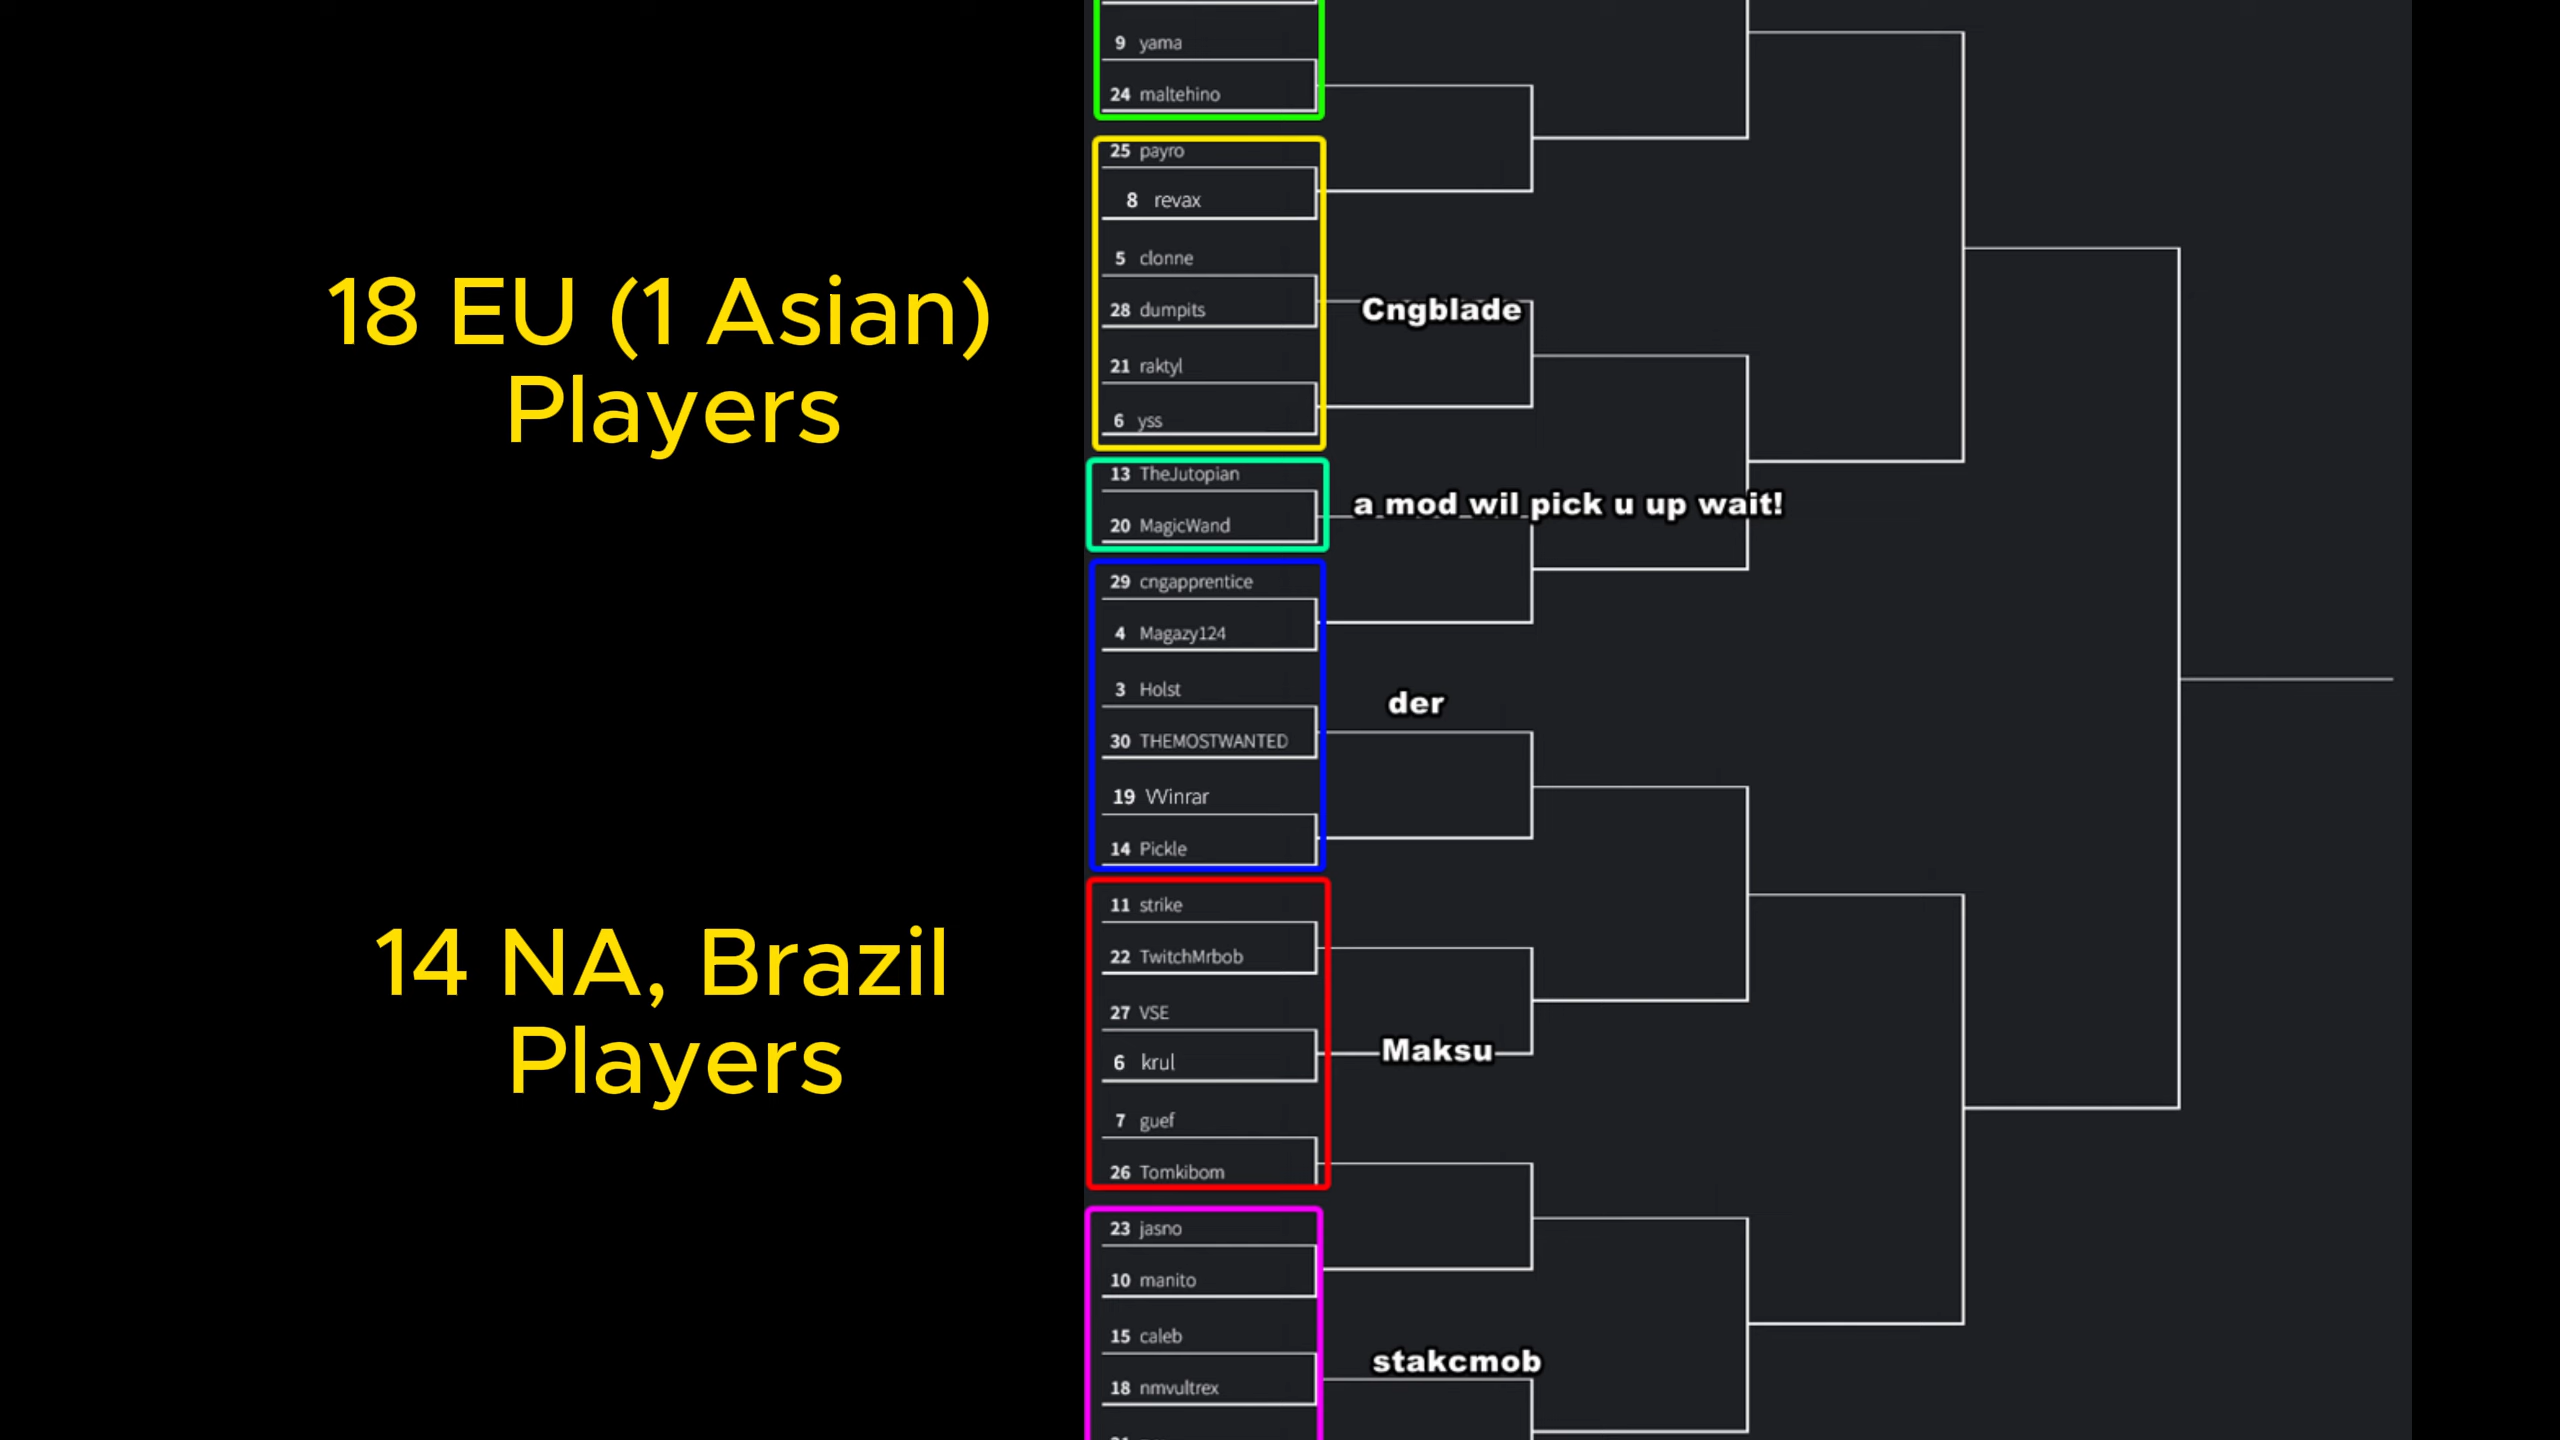 18 EU (1 Asian)
Players
14 NA, Brazil
Players
9 yama
24 maltehino
25 payro
8 revax
5 clonne
28 dumpits
Cngblade
21 raktyl
6 yss
13 TheJutopian
a mod wil pick u up wait!
20 MagicWand
29 cngapprentice
4 Magazy124
3 Holst
der
30 THEMOSTWANTED
19 Winrar
14 Pickle
11 strike
22 TwitchMrbob
27 VSE
Maksu
6 krul
7 guef
26 Tomkibom
23 jasno
10 manito
15 caleb
stakcmob
18 nmvultrex